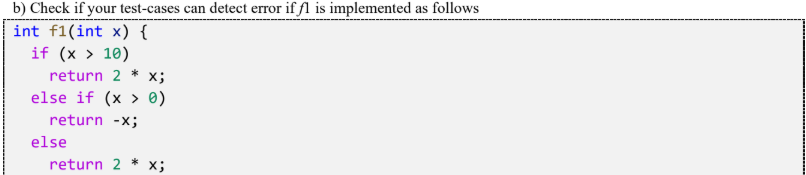 b) Check if your test-cases can detect error if f1 is implemented as follows
int f1(int x) {
  if (x > 10)
    return 2 * x;
  else if (x > 0)
    return -x;
  else
    return 2 * x;